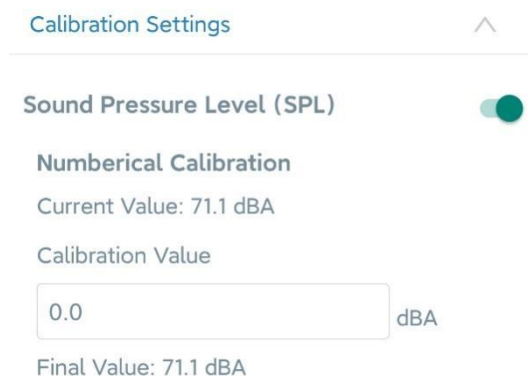 Calibration Settings
Sound Pressure Level (SPL)
Numberical Calibration
Current Value: 71.1 dBA
Calibration Value
0.0 dBA
Final Value: 71.1 dBA